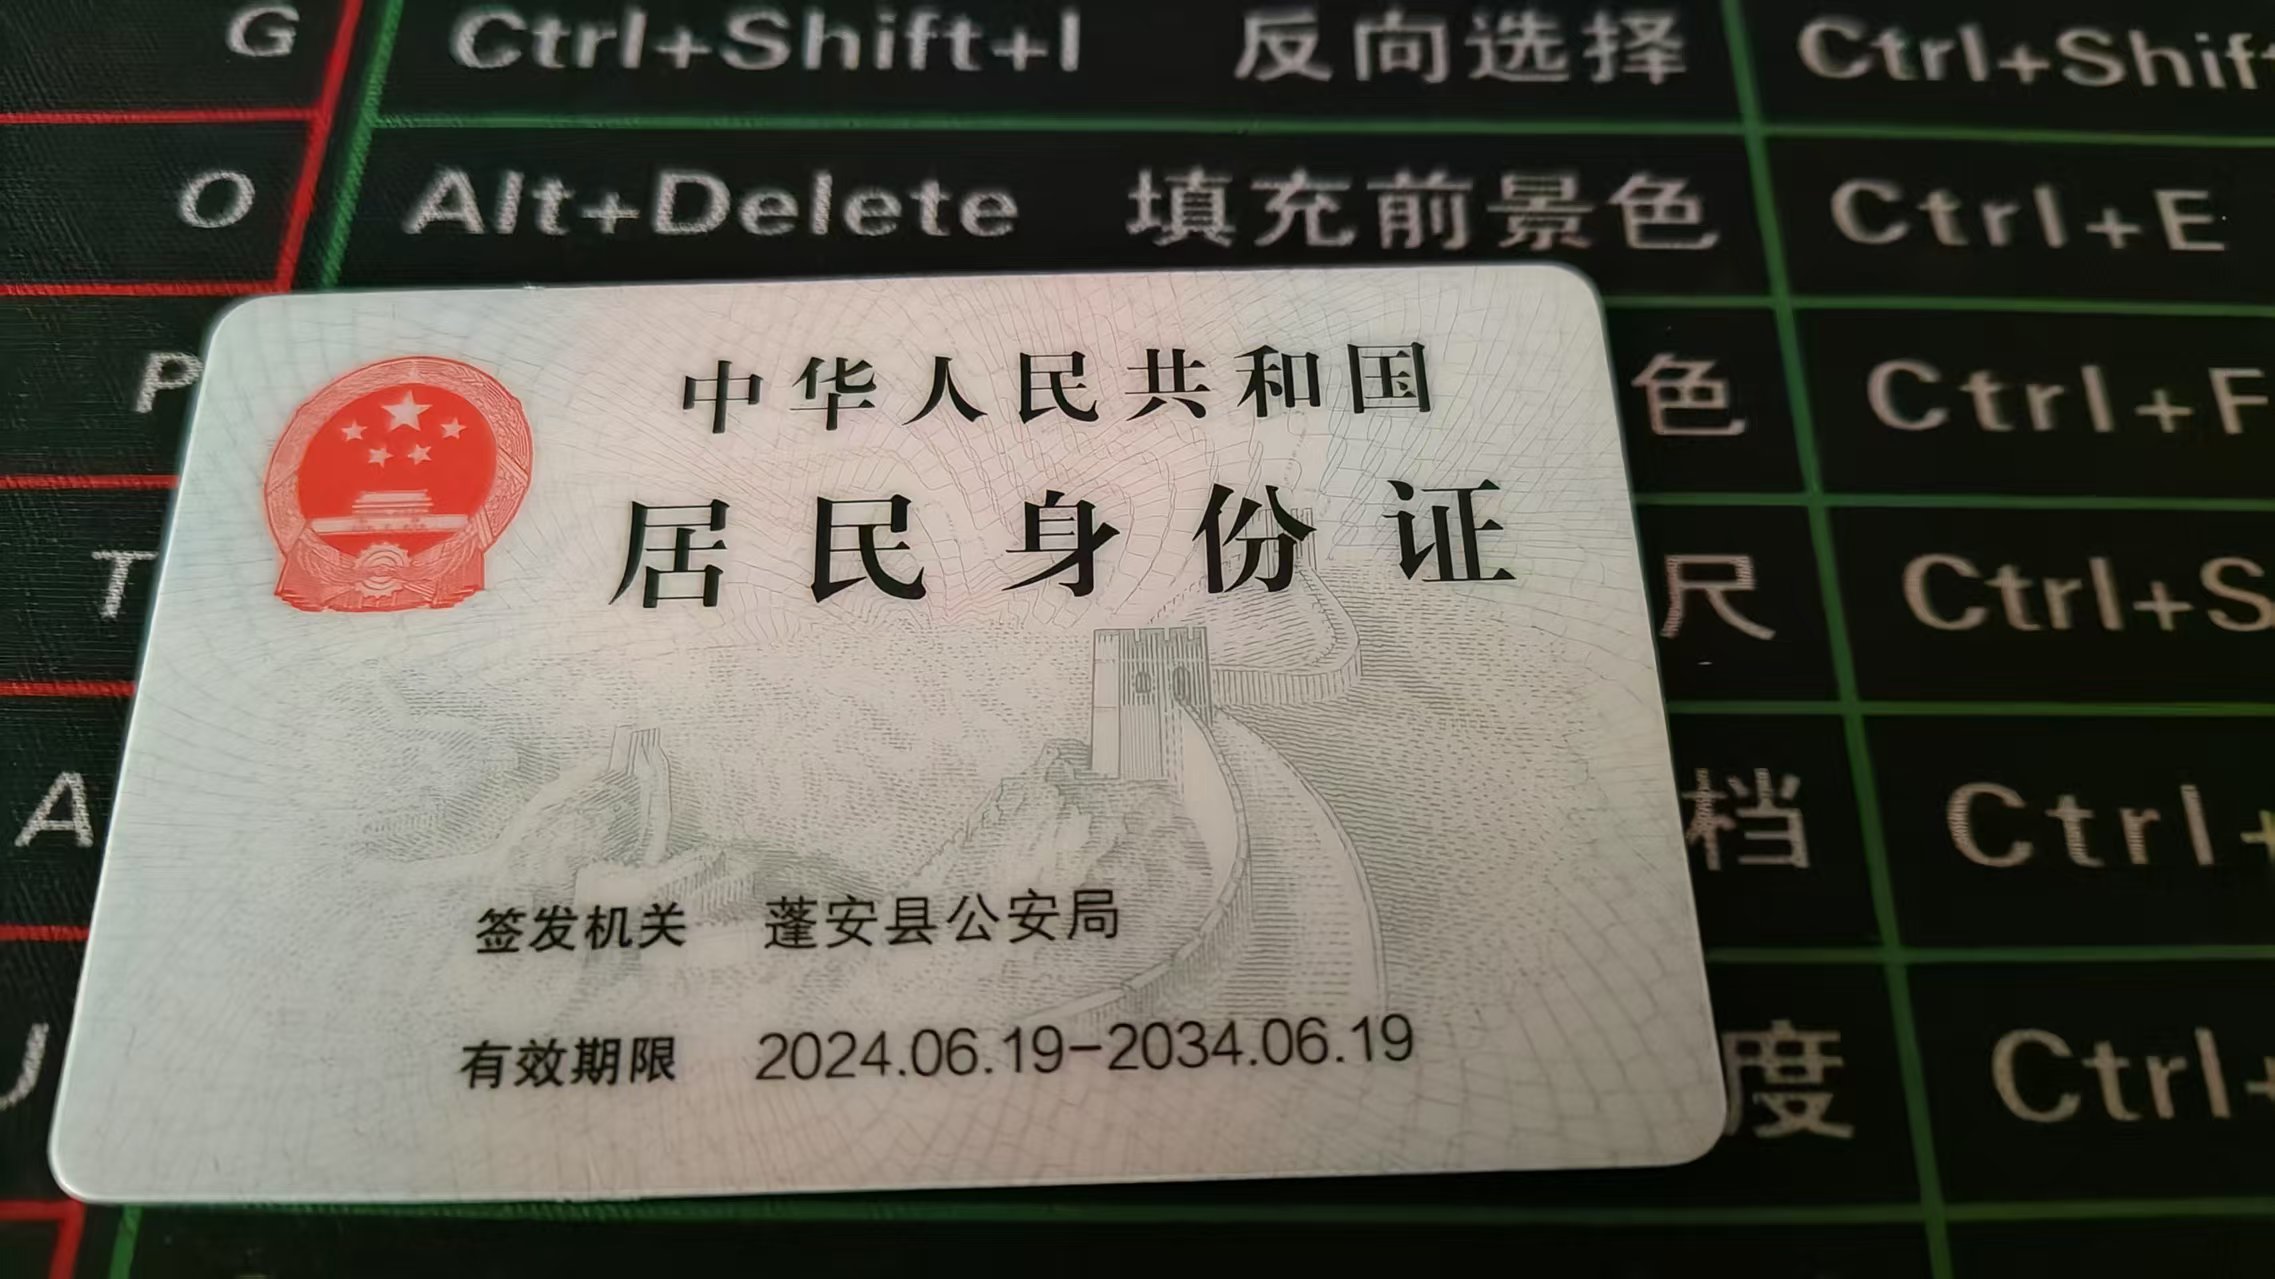 G Ctrl+Shift+I 反向选择 Ctrl+Shift
O Alt+Delete 填充前景色 Ctrl+E
P 色 Ctrl+F
中华人民共和国
居民身份证
T 尺 Ctrl+S
A 档 Ctrl+
签发机关 蓬安县公安局
有效期限 2024.06.19-2034.06.19
度 Ctrl+